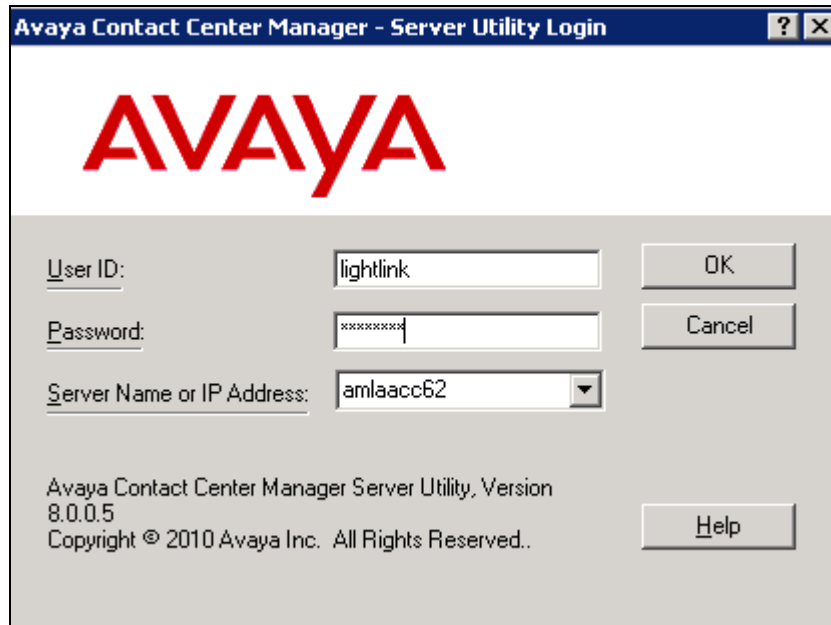 Avaya Contact Center Manager - Server Utility Login
AVAYA
User ID: lightlink OK
Password: ******** Cancel
Server Name or IP Address: amlaacc62
Avaya Contact Center Manager Server Utility, Version
8.0.0.5
Copyright © 2010 Avaya Inc. All Rights Reserved..
Help